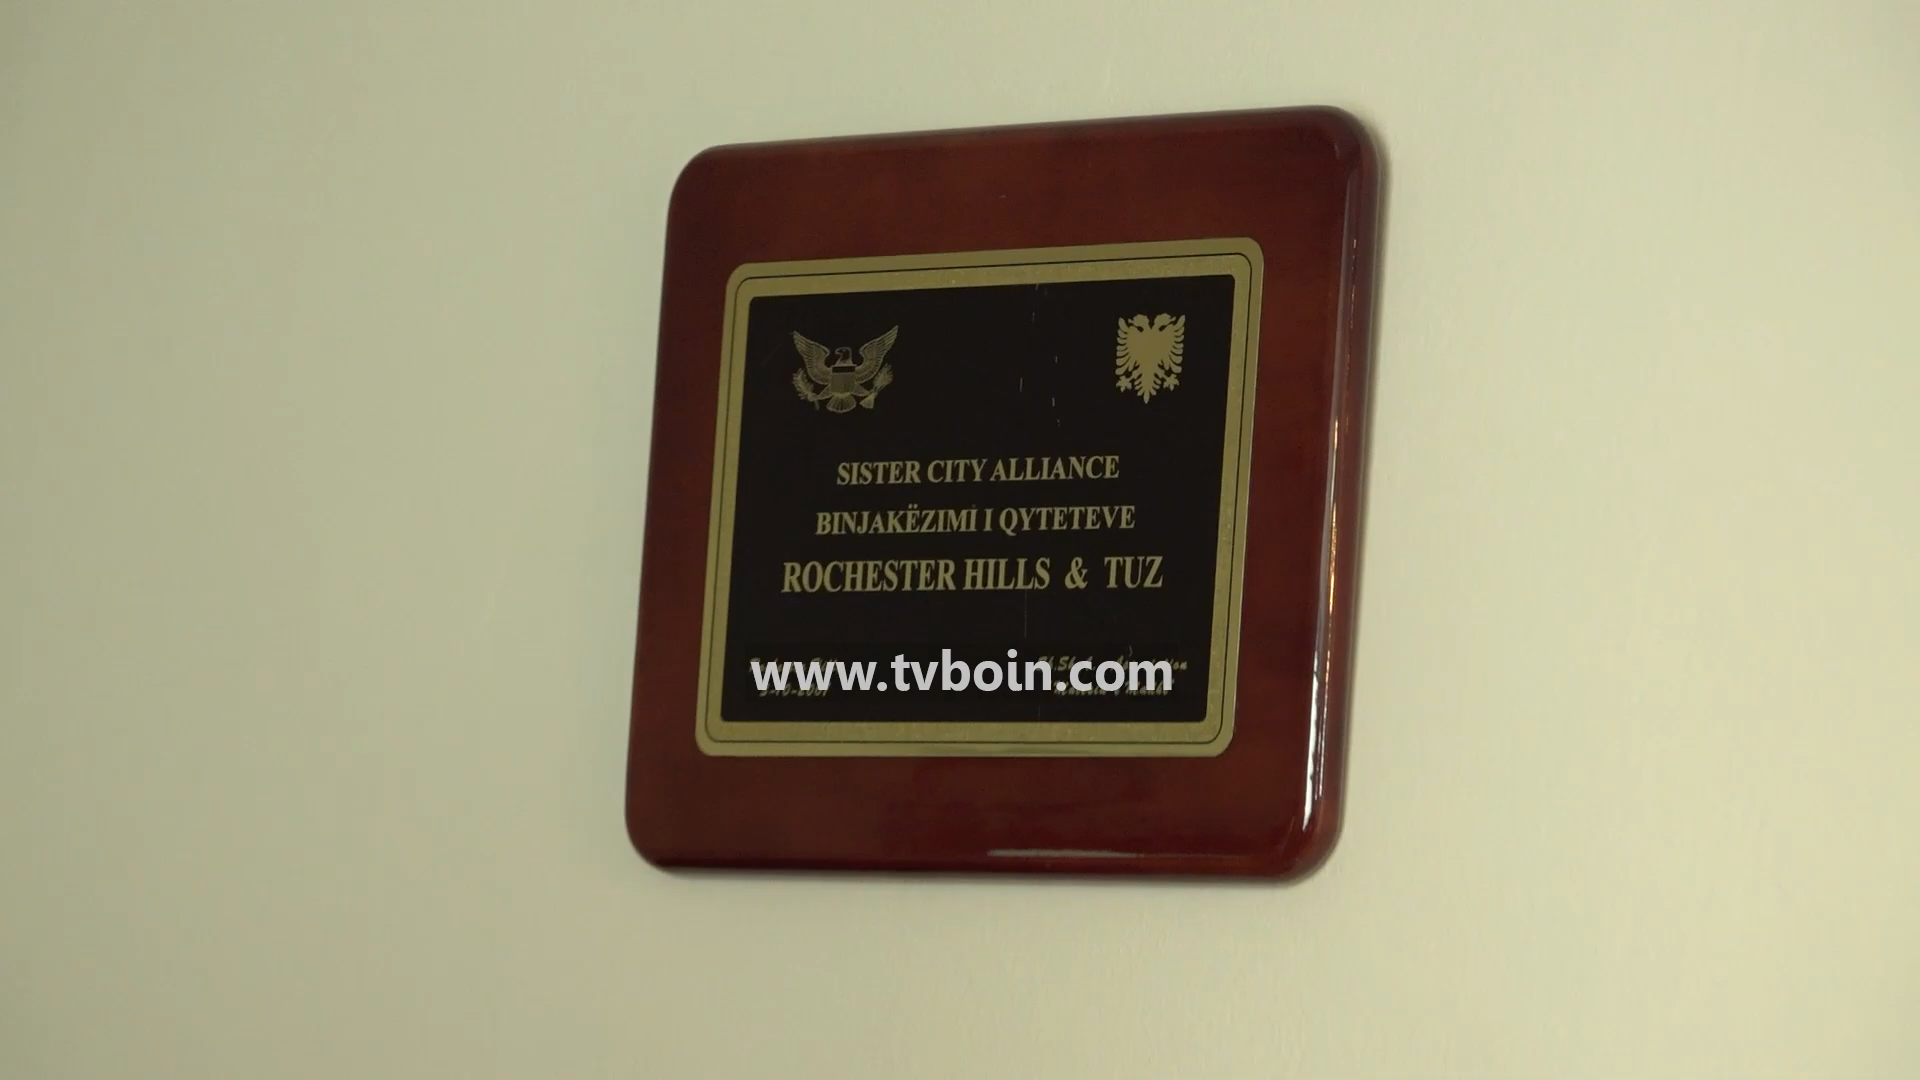 SISTER CITY ALLIANCE
BINJAKËZIMI I QYTETEVE
ROCHESTER HILLS & TUZ
www.tvboin.com